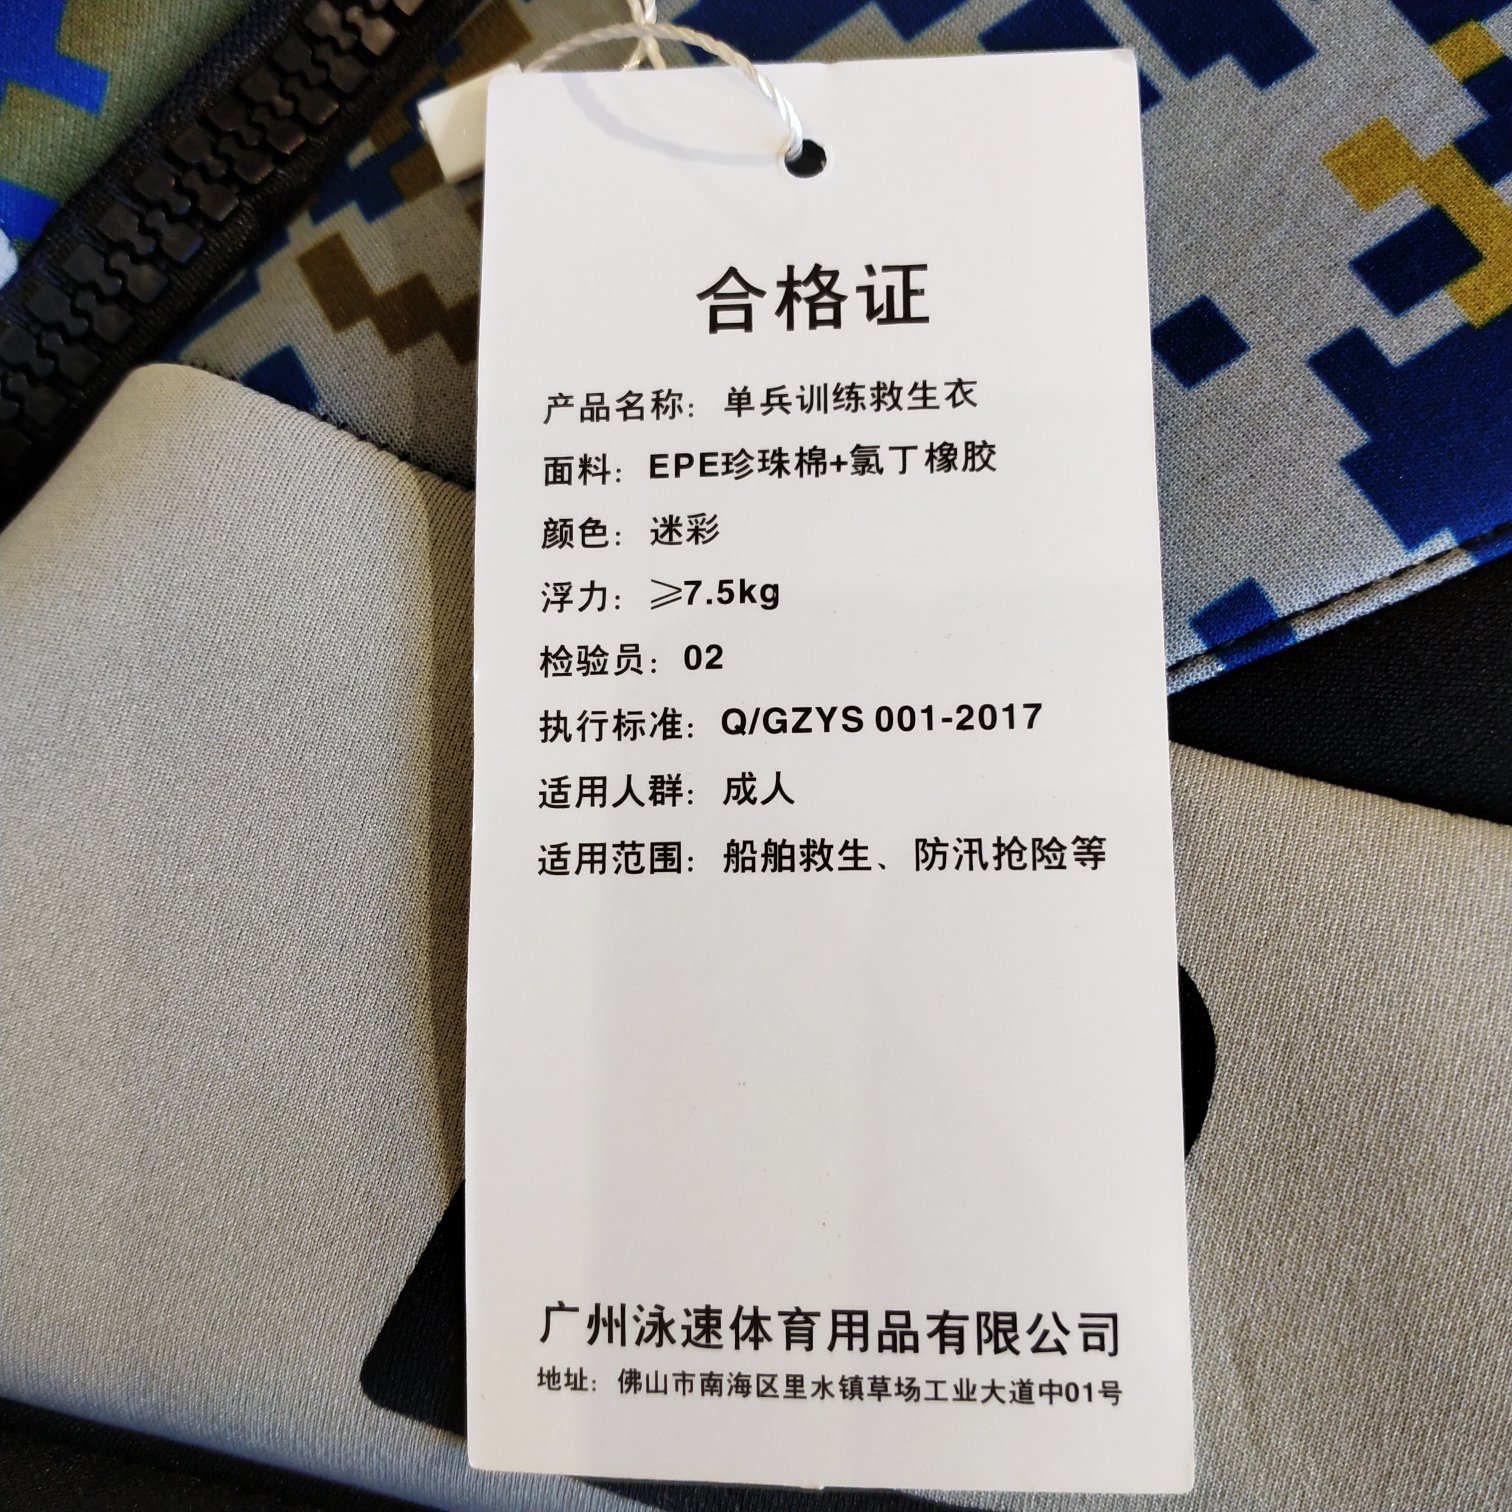 合格证
产品名称：单兵训练救生衣
面料：EPE珍珠棉+氯丁橡胶
颜色：迷彩
浮力：≥7.5kg
检验员：02
执行标准：Q/GZYS 001-2017
适用人群：成人
适用范围：船舶救生、防汛抢险等
广州泳速体育用品有限公司
地址：佛山市南海区里水镇草场工业大道中01号